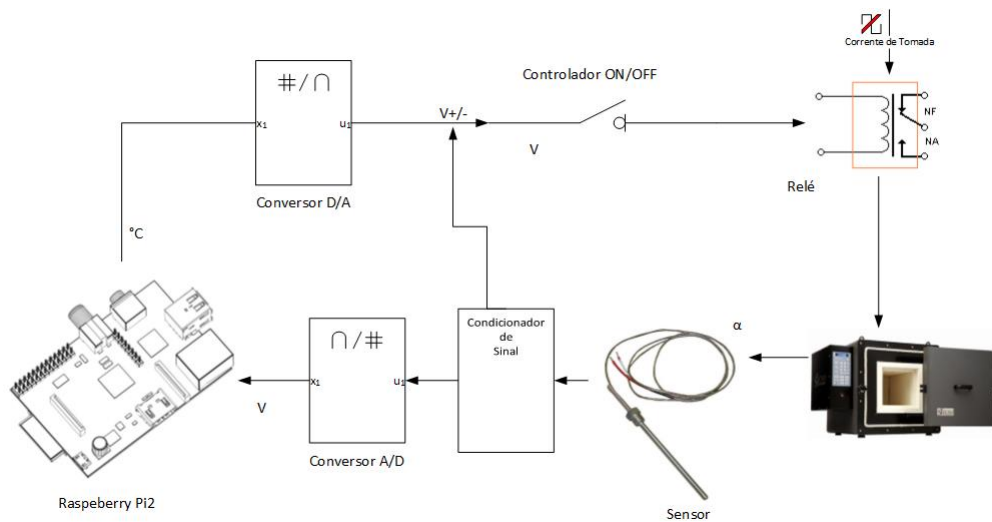 Corrente de Tomada
#/∩
x1
u1
Conversor D/A
V+/-
Controlador ON/OFF
V
NF
NA
Relé
°C
Condicionador
de
Sinal
∩/#
x1
u1
V
Conversor A/D
α
Raspeberry Pi2
Sensor